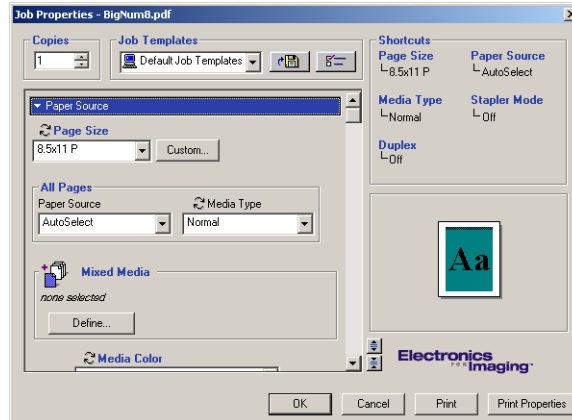 Job Properties - BigNum8.pdf
Copies
1
Job Templates
Default Job Templates
Paper Source
Page Size
8.5x11 P
Custom...
All Pages
Paper Source
AutoSelect
Media Type
Normal
Mixed Media
none selected
Define...
Media Color
Shortcuts
Page Size
8.5x11 P
Paper Source
AutoSelect
Media Type
Normal
Stapler Mode
Off
Duplex
Off
Aa
Electronics
FOR Imaging
OK
Cancel
Print
Print Properties